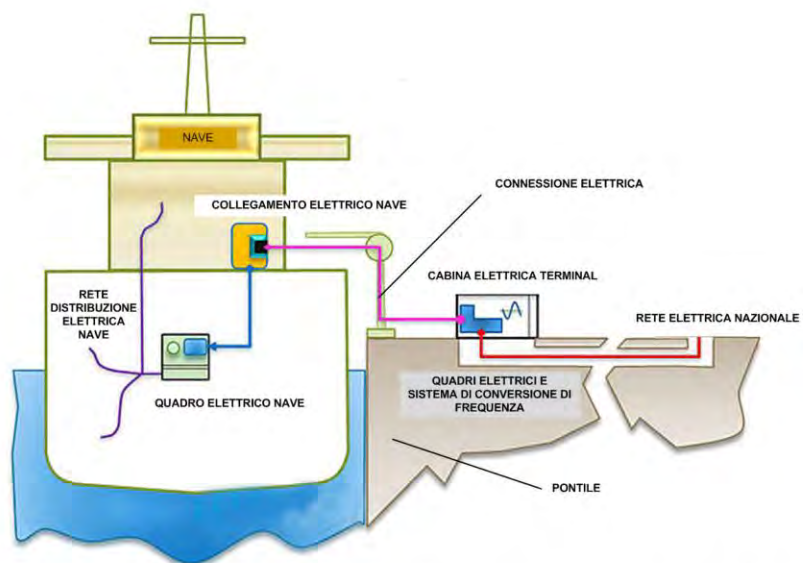 NAVE
COLLEGAMENTO ELETTRICO NAVE
CONNESSIONE ELETTRICA
CABINA ELETTRICA TERMINAL
RETE
DISTRIBUZIONE
ELETTRICA
NAVE
RETE ELETTRICA NAZIONALE
QUADRO ELETTRICO NAVE
QUADRI ELETTRICI E
SISTEMA DI CONVERSIONE DI
FREQUENZA
PONTILE